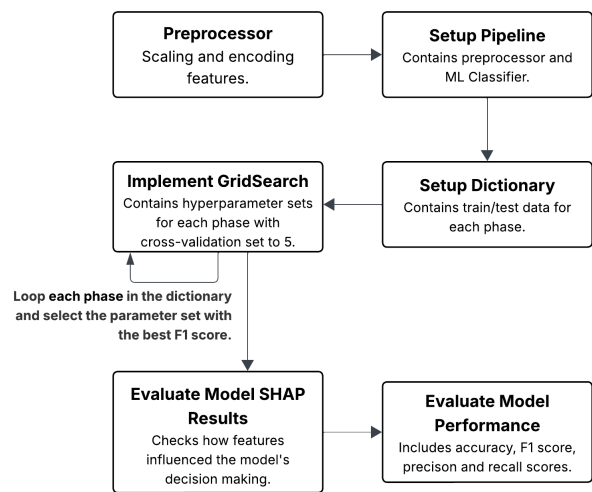 Preprocessor
Scaling and encoding
features.
Setup Pipeline
Contains preprocessor and
ML Classifier.
Implement GridSearch
Contains hyperparameter sets
for each phase with
cross-validation set to 5.
Setup Dictionary
Contains train/test data for
each phase.
Loop each phase in the dictionary
and select the parameter set with
the best F1 score.
Evaluate Model SHAP
Results
Checks how features
influenced the model's
decision making.
Evaluate Model
Performance
Includes accuracy, F1 score,
precison and recall scores.